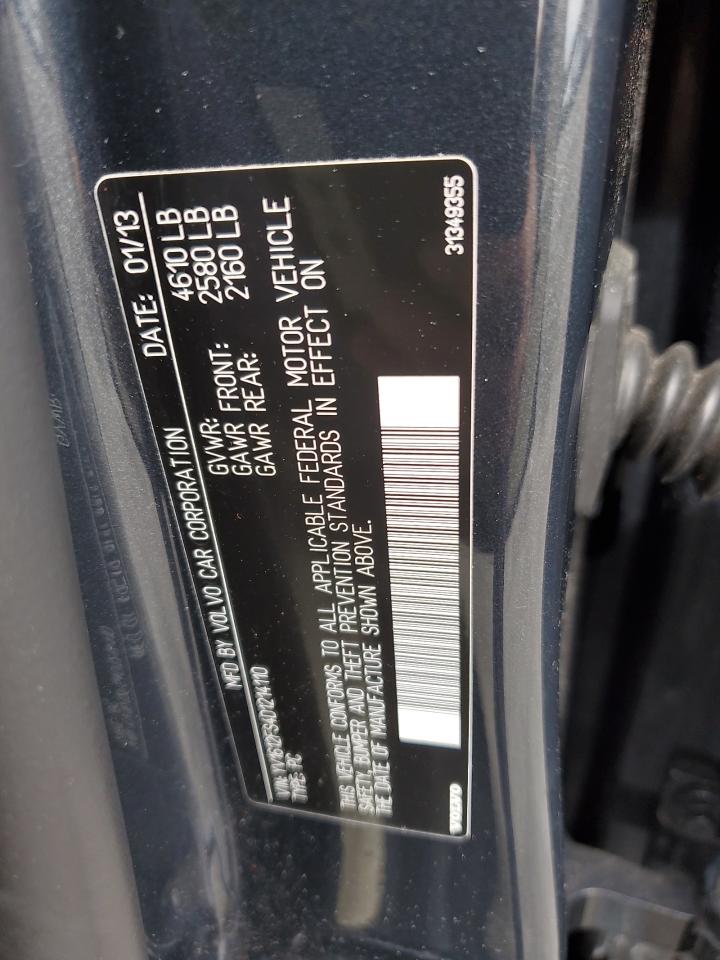 MFD BY VOLVO CAR CORPORATION DATE: 01/13
GVWR: 4610 LB
GAWR FRONT: 2580 LB
GAWR REAR: 2160 LB
TYPE: PC
THIS VEHICLE CONFORMS TO ALL APPLICABLE FEDERAL MOTOR VEHICLE
SAFETY, BUMPER AND THEFT PREVENTION STANDARDS IN EFFECT ON
THE DATE OF MANUFACTURE SHOWN ABOVE.
VOLVO 31349355